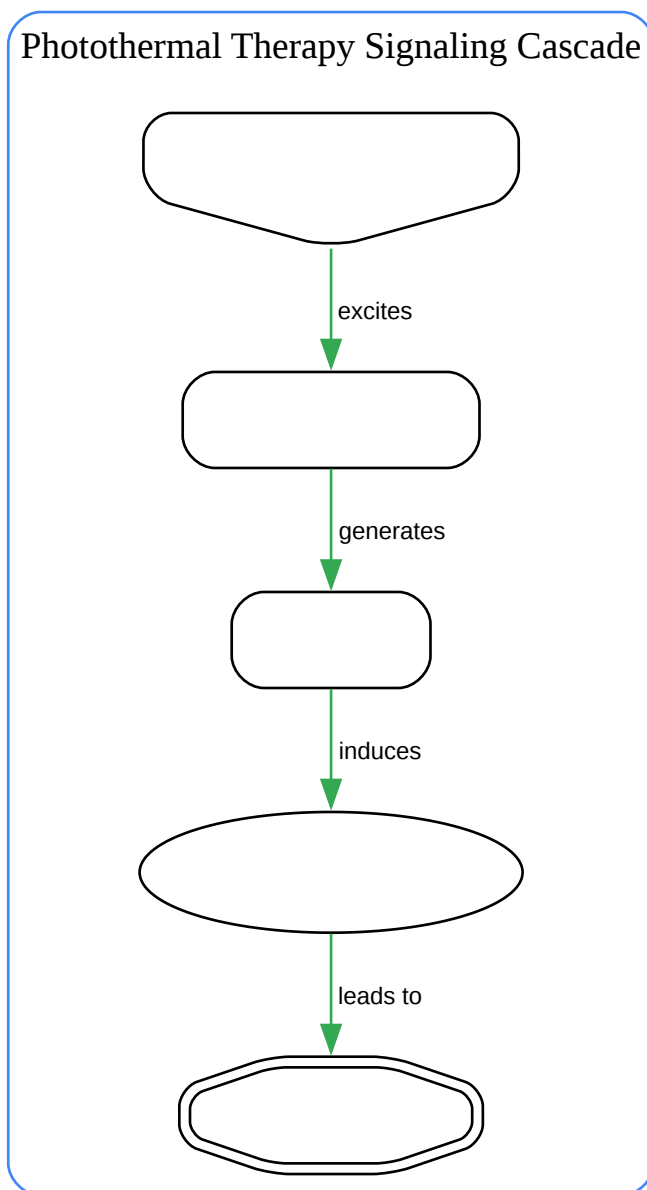 Photothermal Therapy Signaling Cascade
excites
generates
induces
leads to